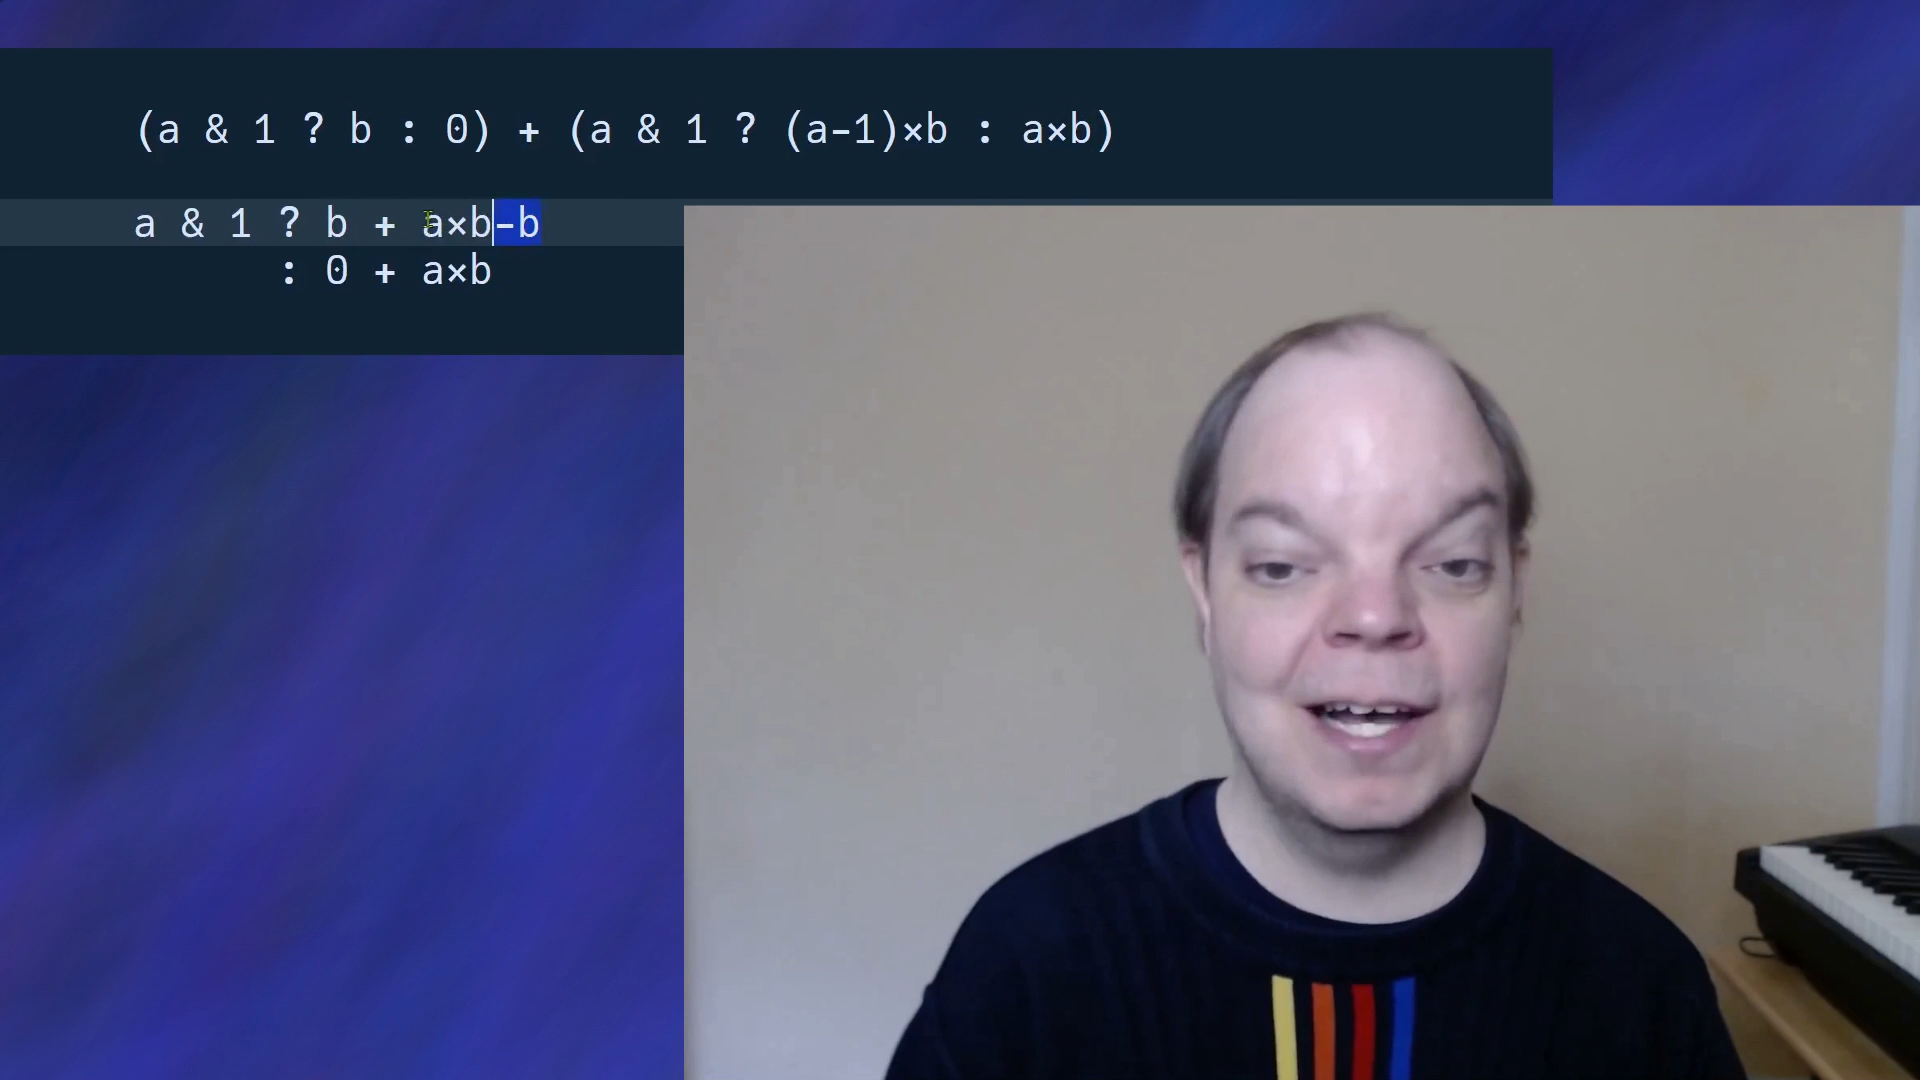 (a & 1 ? b : 0) + (a & 1 ? (a-1)×b : a×b)
a & 1 ? b + a×b-b
: 0 + a×b